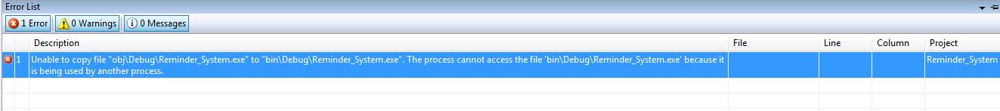 Error List
1 Error 0 Warnings 0 Messages
Description File Line Column Project
1 Unable to copy file "obj\Debug\Reminder_System.exe" to "bin\Debug\Reminder_System.exe". The process cannot access the file 'bin\Debug\Reminder_System.exe' because it Reminder_System
is being used by another process.